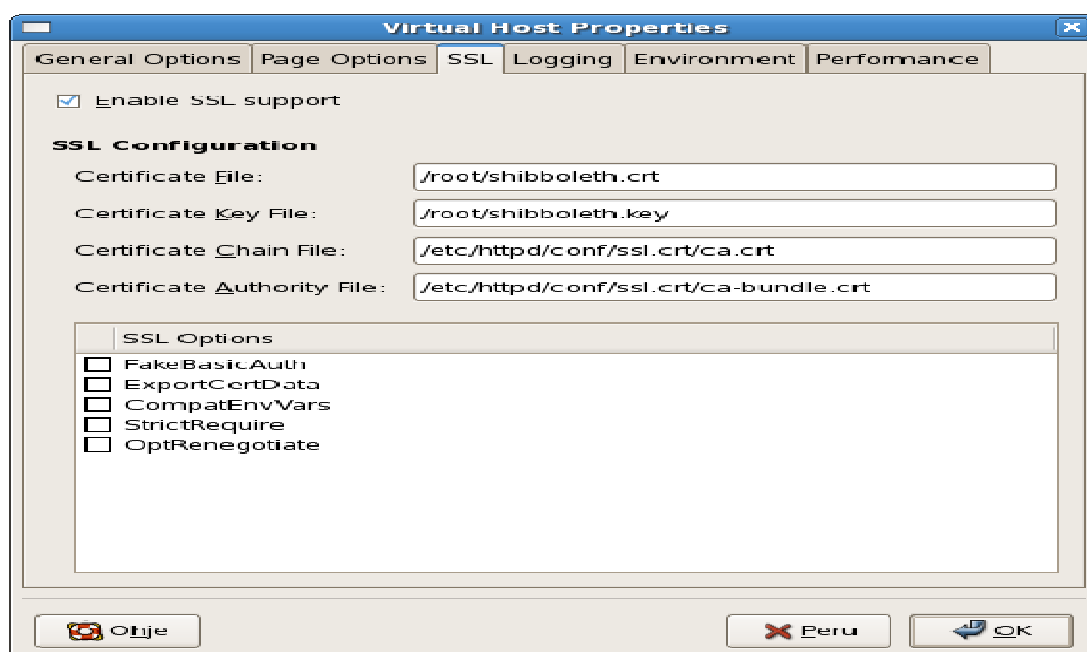 Virtual Host Properties
General Options Page Options SSL Logging Environment Performance
Enable SSL support
SSL Configuration
Certificate File: /root/shibboleth.crt
Certificate Key File: /root/shibboleth.key
Certificate Chain File: /etc/httpd/conf/ssl.crt/ca.crt
Certificate Authority File: /etc/httpd/conf/ssl.crt/ca-bundle.crt
SSL Options
FakeBasicAuth
ExportCertData
CompatEnvVars
StrictRequire
OptRenegotiate
Ohje Peru OK